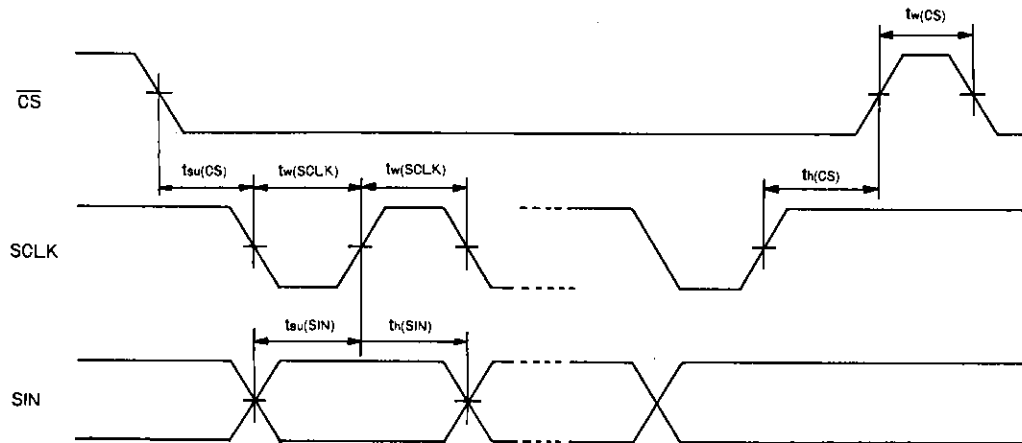 tw(CS)
CS
tsu(CS) tw(SCLK) tw(SCLK) th(CS)
SCLK
tsu(SIN) th(SIN)
SIN